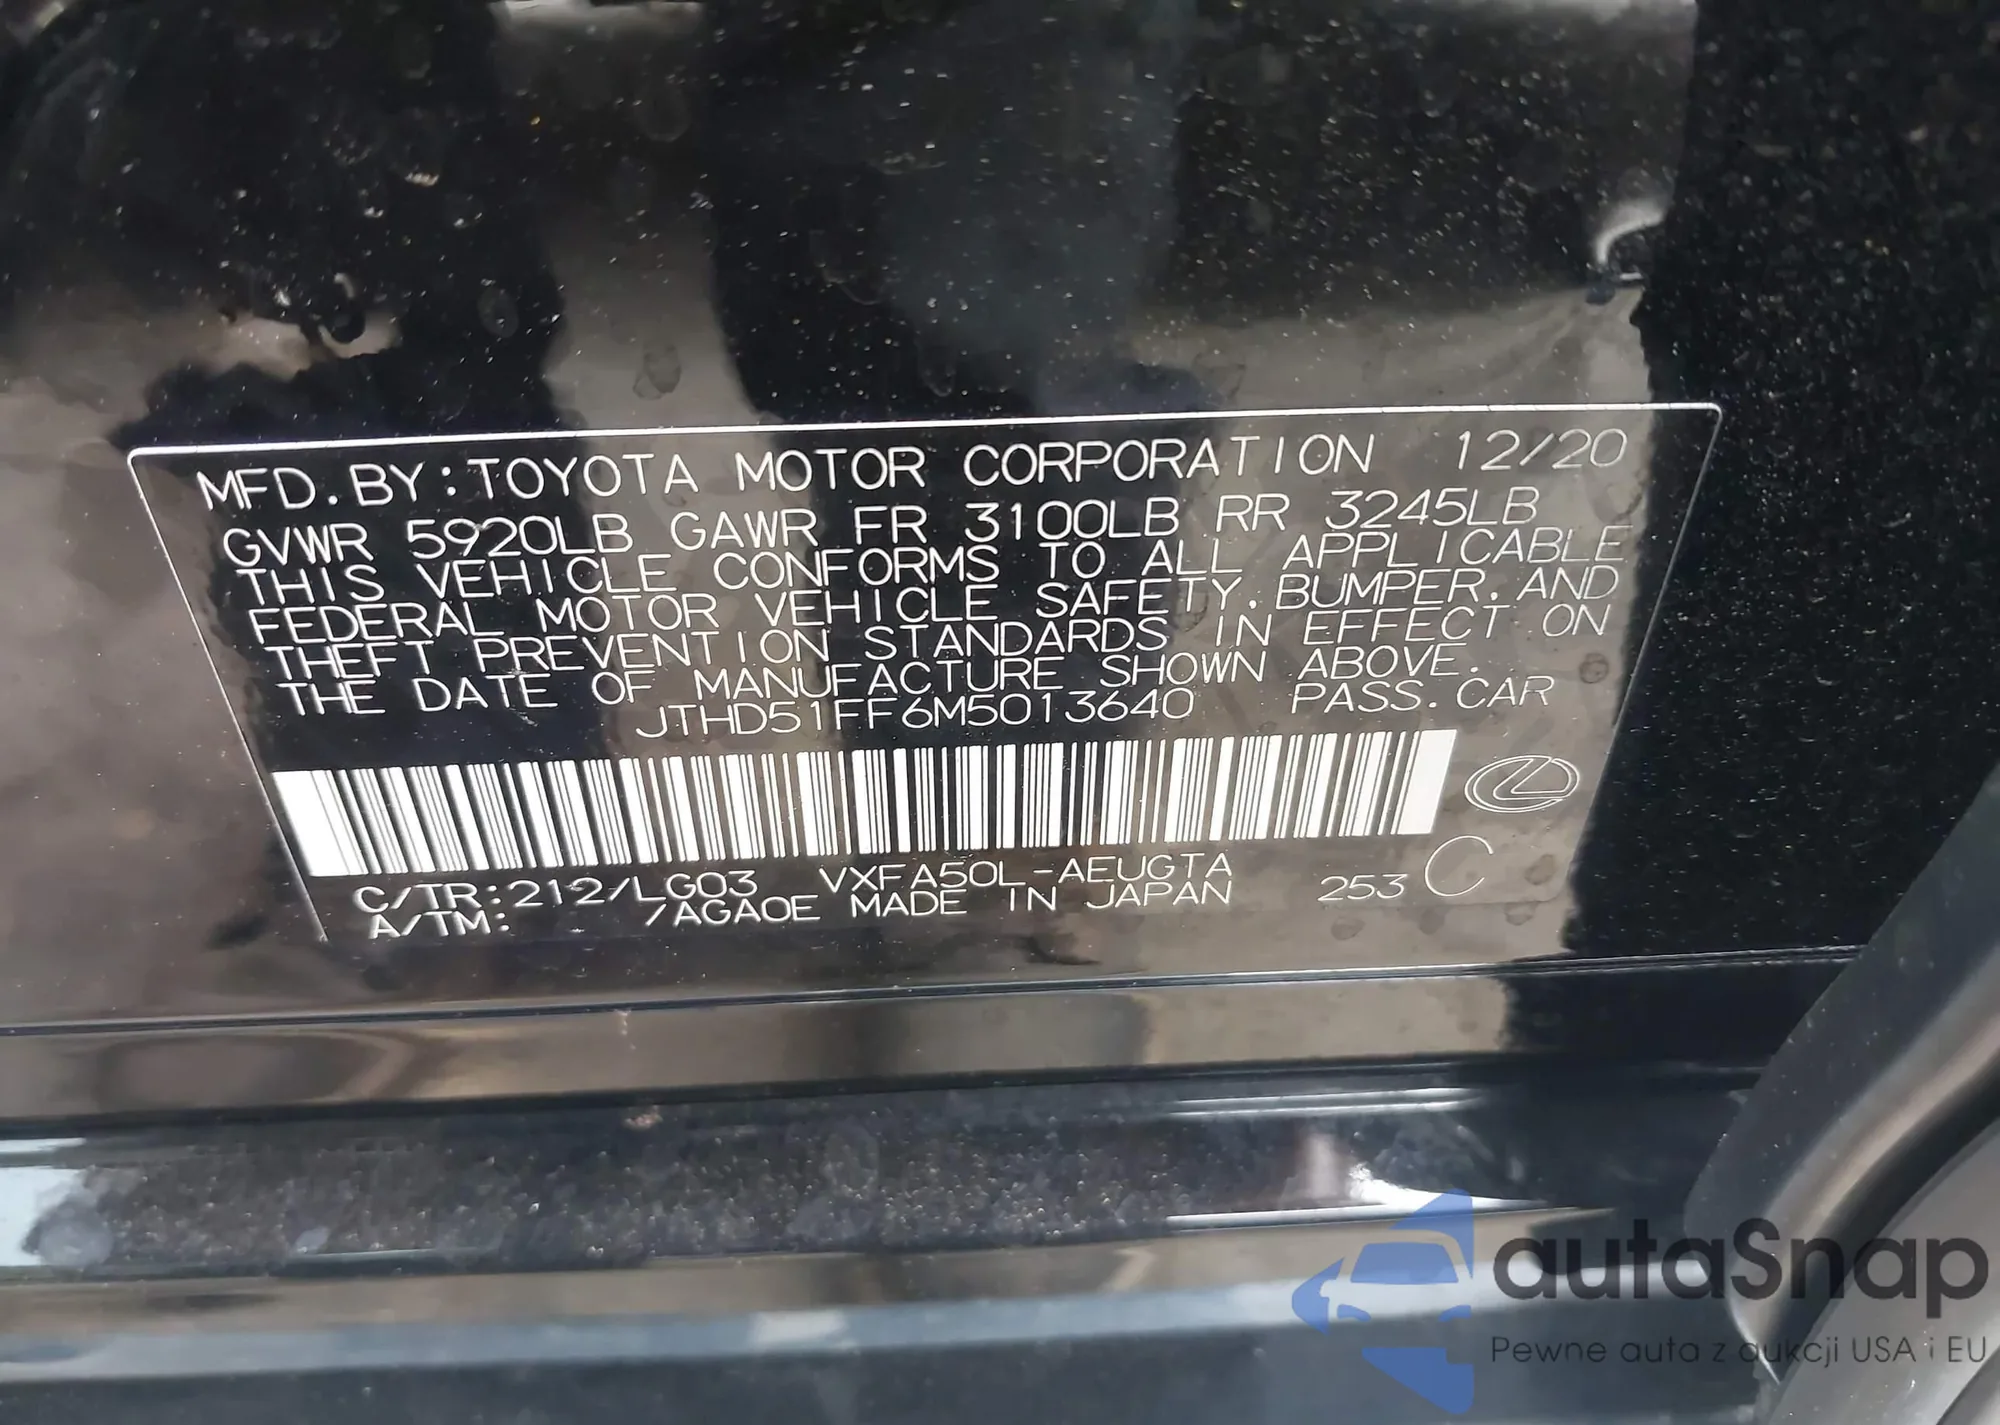 MFD. BY: TOYOTA MOTOR CORPORATION 12/20
GVWR 5920LB GAWR FR 3100LB RR 3245LB
THIS VEHICLE CONFORMS TO ALL APPLICABLE
FEDERAL MOTOR VEHICLE SAFETY, BUMPER, AND
THEFT PREVENTION STANDARDS IN EFFECT ON
THE DATE OF MANUFACTURE SHOWN ABOVE.
JTHD51FF6M5013640 PASS. CAR
C/TR:212/LG03 VXFA50L-AEUGTA
A/TM: /AGA0E MADE IN JAPAN 253 C
autaSnap
Pewne auta z aukcji USA i EU